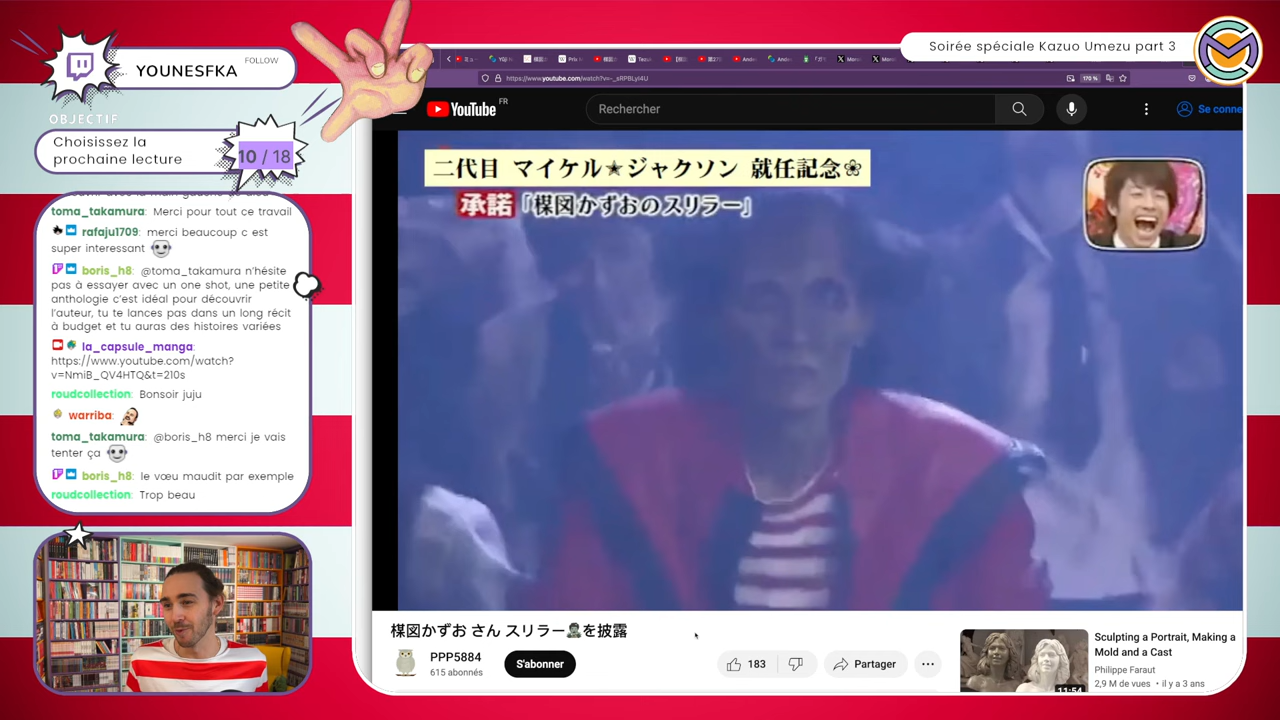 YOUNESFKA
FOLLOW
OBJECTIF
Choisissez la
prochaine lecture
10 / 18
toma_takamura: Merci pour tout ce travail
rafaju1709: merci beaucoup c est
super interessant
boris_h8: @toma_takamura n'hésite
pas à essayer avec un one shot, une petite
anthologie c'est idéal pour découvrir
l'auteur, tu te lances pas dans un long récit
à budget et tu auras des histoires variées
la_capsule_manga:
https://www.youtube.com/watch?
v=NmiB_QV4HTQ&t=210s
roudcollection: Bonsoir juju
warriba:
toma_takamura: @boris_h8 merci je vais
tenter ça
boris_h8: le vœu maudit par exemple
roudcollection: Trop beau
Soirée spéciale Kazuo Umezu part 3
https://www.youtube.com/watch?v=-_sRPBLyI4U
170 %
YouTube FR
Rechercher
Se conne
二代目 マイケル★ジャクソン 就任記念❀
承諾「楳図かずおのスリラー」
楳図かずお さん スリラー🧟を披露
PPP5884
615 abonnés
S'abonner
183
Partager
Sculpting a Portrait, Making a
Mold and a Cast
Philippe Faraut
2,9 M de vues • il y a 3 ans
11:54